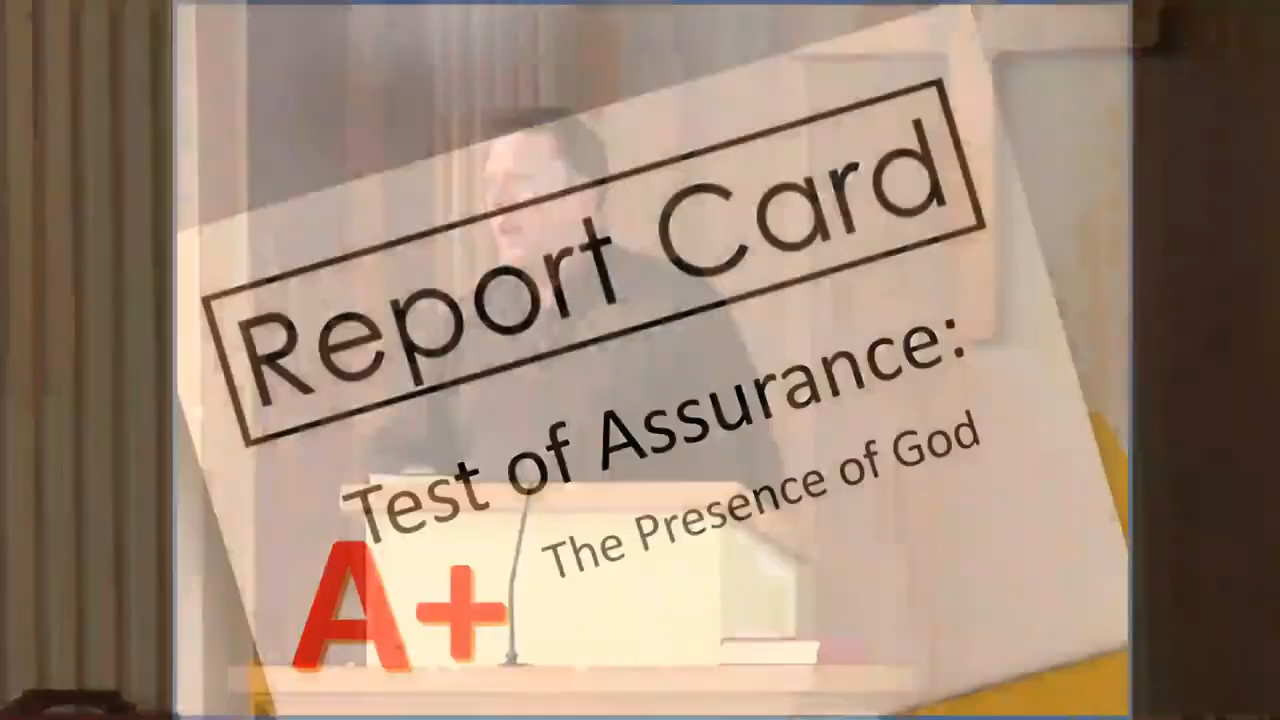 Report Card
Test of Assurance:
The Presence of God
A+